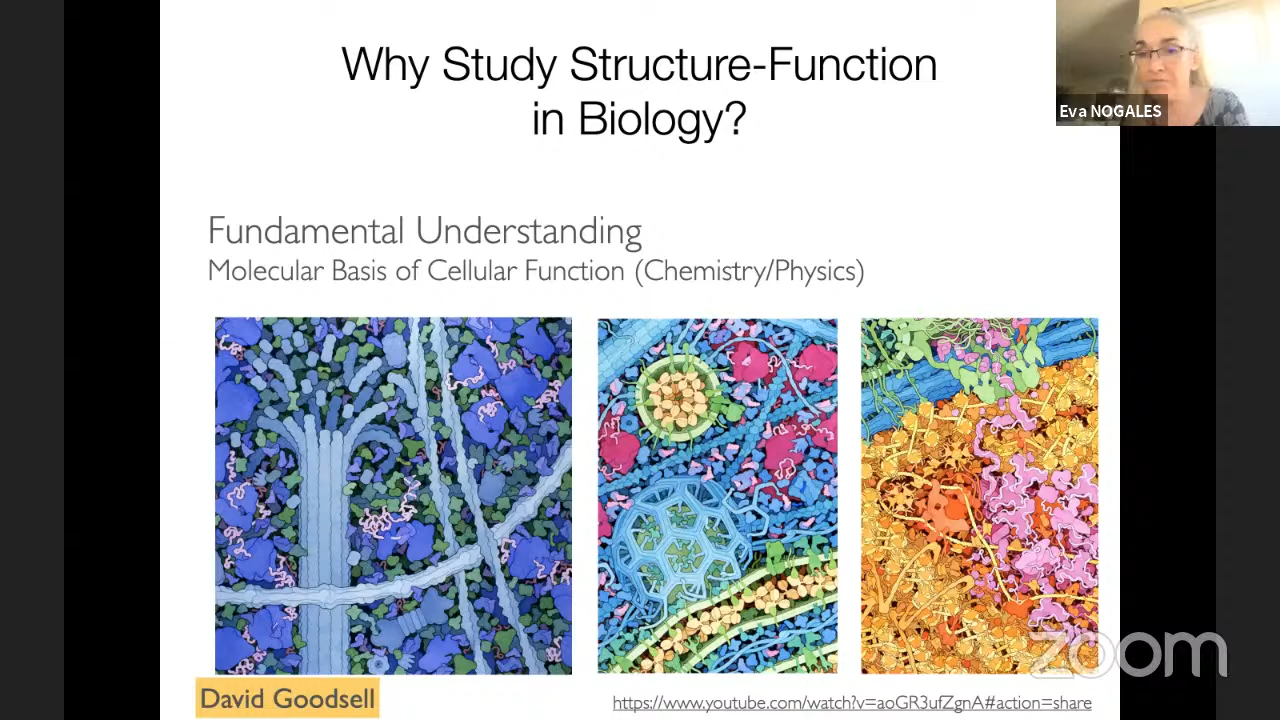 Why Study Structure-Function
in Biology?
Eva NOGALES
Fundamental Understanding
Molecular Basis of Cellular Function (Chemistry/Physics)
zoom
David Goodsell
https://www.youtube.com/watch?v=aoGR3ufZgnA#action=share